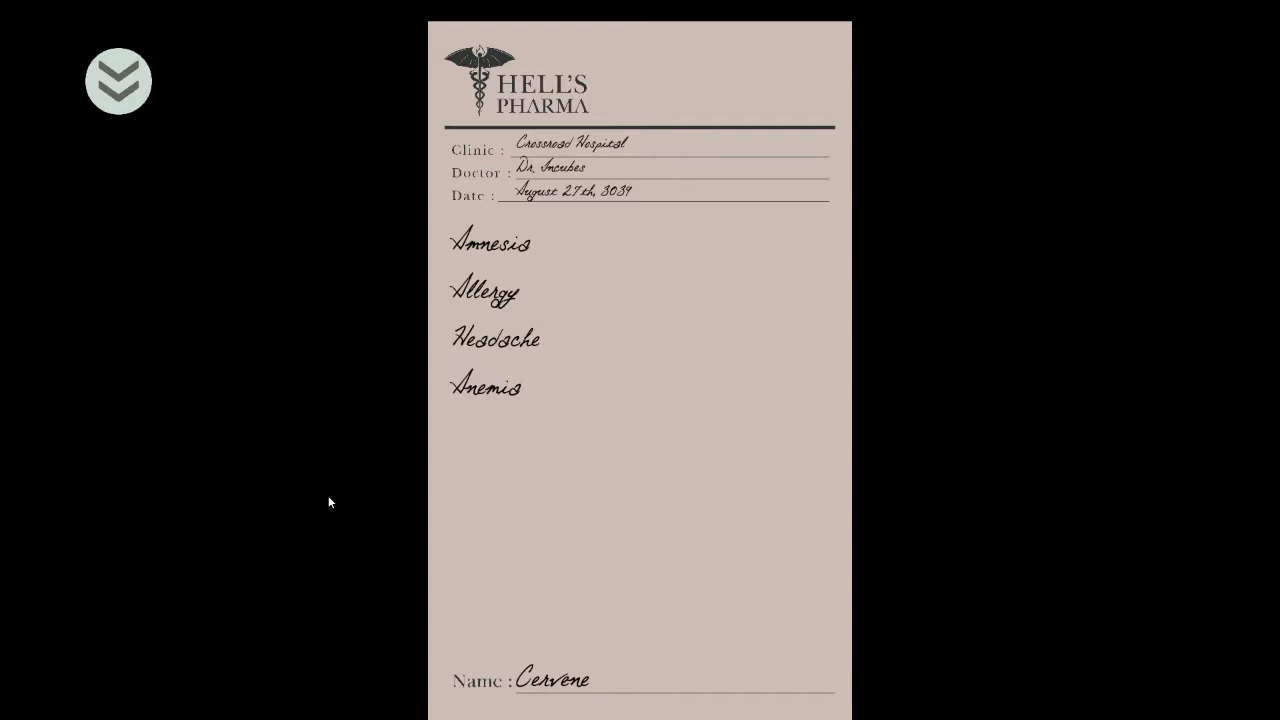 HELL'S
PHARMA
Clinic : Crossroad Hospital
Doctor : Dr. Incubes
Date : August 27th, 3039
Amnesia
Allergy
Headache
Anemia
Name : Cervene